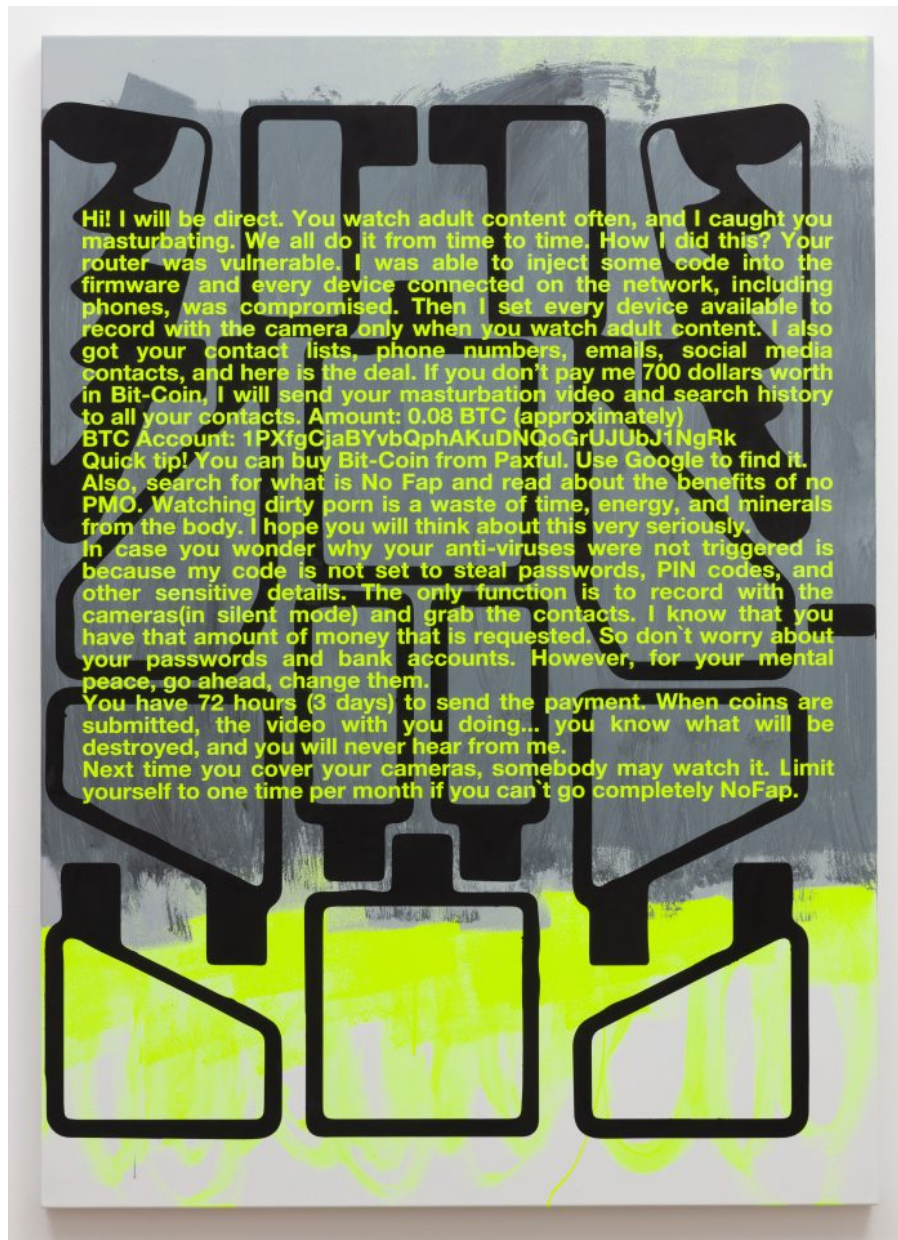 Hi! I will be direct. You watch adult content often, and I caught you
masturbating. We all do it from time to time. How I did this? Your
router was vulnerable. I was able to inject some code into the
firmware and every device connected on the network, including
phones, was compromised. Then I set every device available to
record with the camera only when you watch adult content. I also
got your contact lists, phone numbers, emails, social media
contacts, and here is the deal. If you don't pay me 700 dollars worth
in Bit-Coin, I will send your masturbation video and search history
to all your contacts. Amount: 0.08 BTC (approximately)
BTC Account: 1PXfgCjaBYvbQphAKuDNQoGrUJUbJ1NgRk
Quick tip! You can buy Bit-Coin from Paxful. Use Google to find it.
Also, search for what is No Fap and read about the benefits of no
PMO. Watching dirty porn is a waste of time, energy, and minerals
from the body. I hope you will think about this very seriously.
In case you wonder why your anti-viruses were not triggered is
because my code is not set to steal passwords, PIN codes, and
other sensitive details. The only function is to record with the
cameras(in silent mode) and grab the contacts. I know that you
have that amount of money that is requested. So don`t worry about
your passwords and bank accounts. However, for your mental
peace, go ahead, change them.
You have 72 hours (3 days) to send the payment. When coins are
submitted, the video with you doing... you know what will be
destroyed, and you will never hear from me.
Next time you cover your cameras, somebody may watch it. Limit
yourself to one time per month if you can`t go completely NoFap.